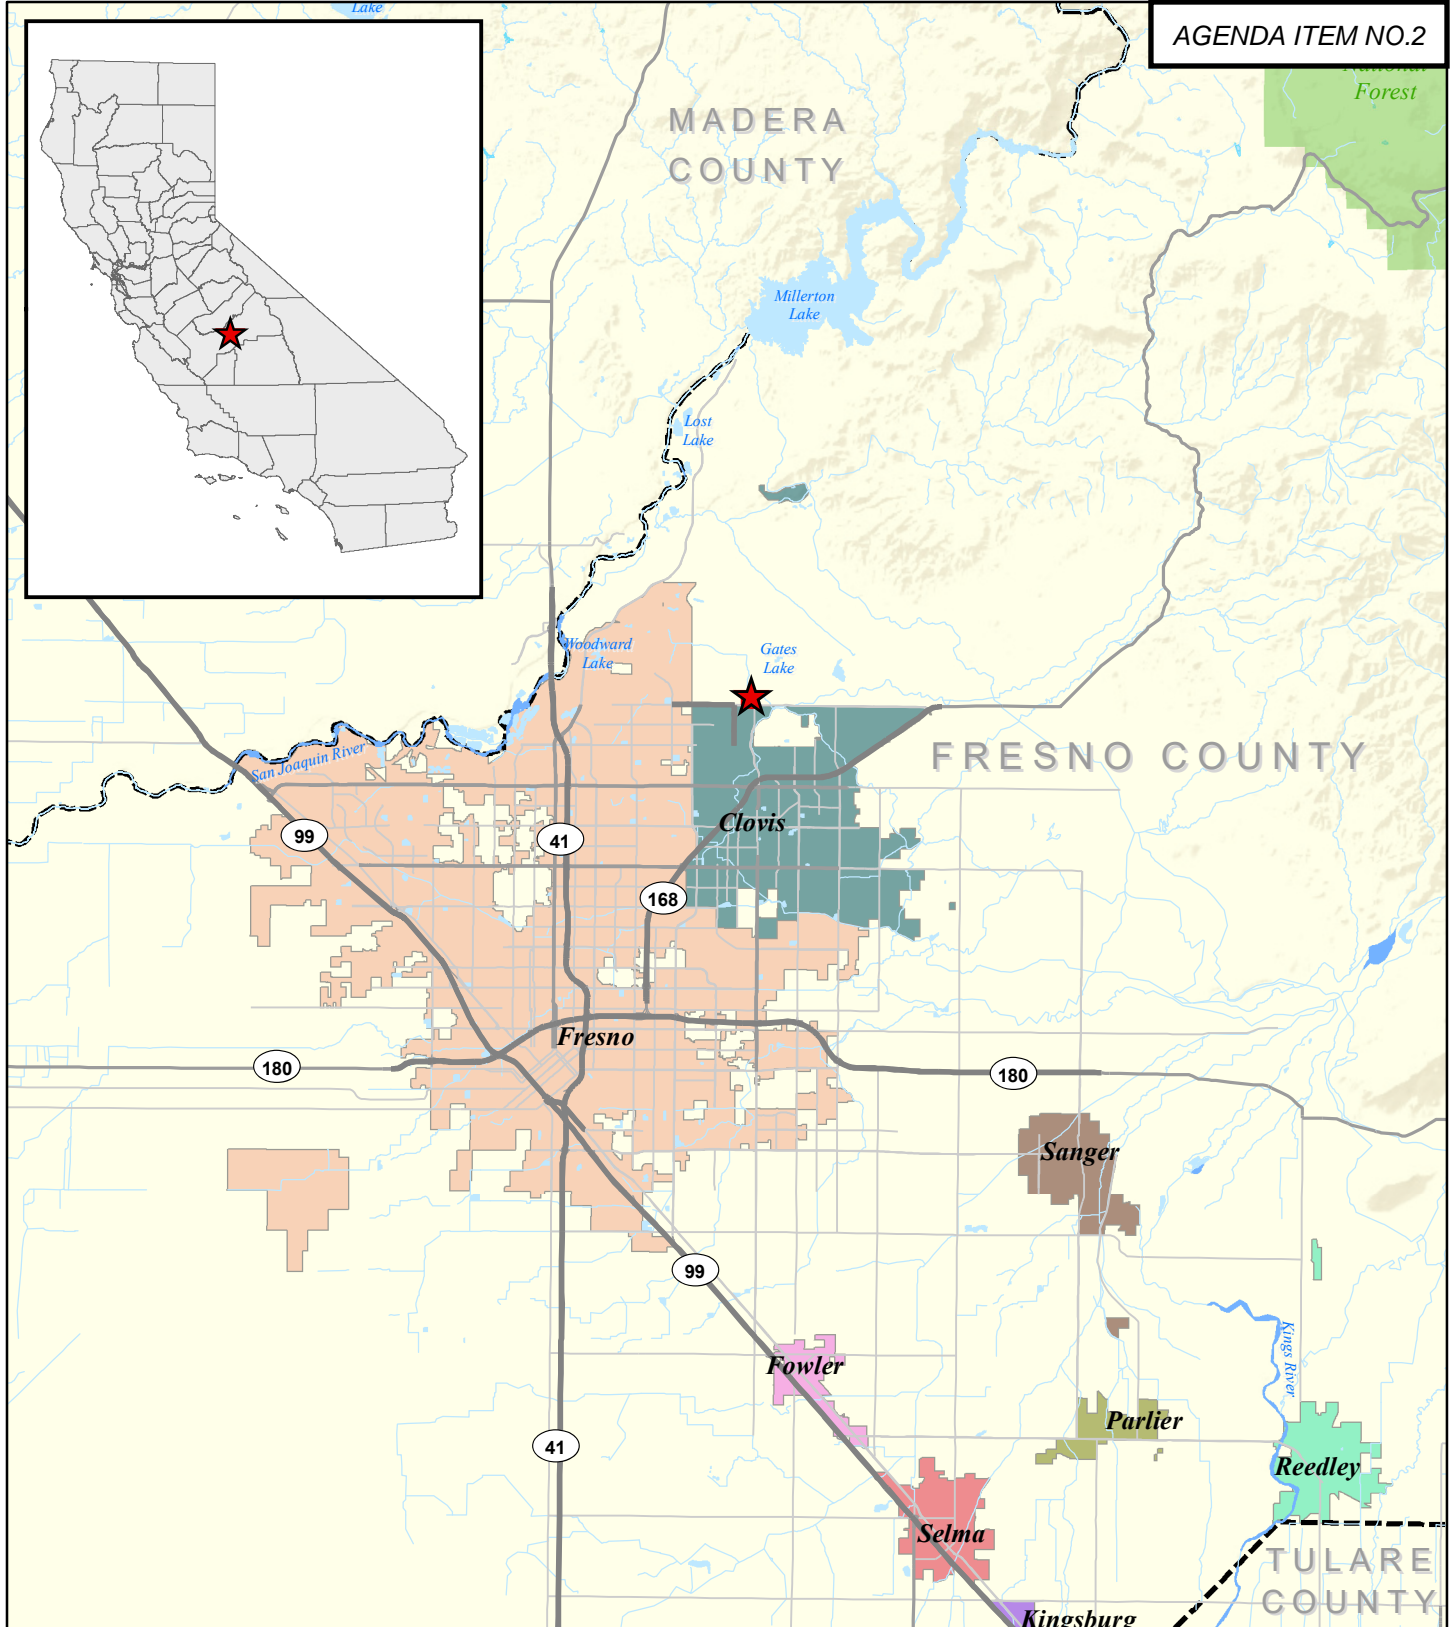 Lake
AGENDA ITEM NO.2
National
Forest
MADERA
COUNTY
Millerton
Lake
Lost
Lake
Woodward
Lake
Gates
Lake
FRESNO COUNTY
San Joaquin River
99
41
Clovis
168
Fresno
180
180
Sanger
99
Kings River
Fowler
Parlier
41
Reedley
Selma
TULARE
COUNTY
Kingsburg